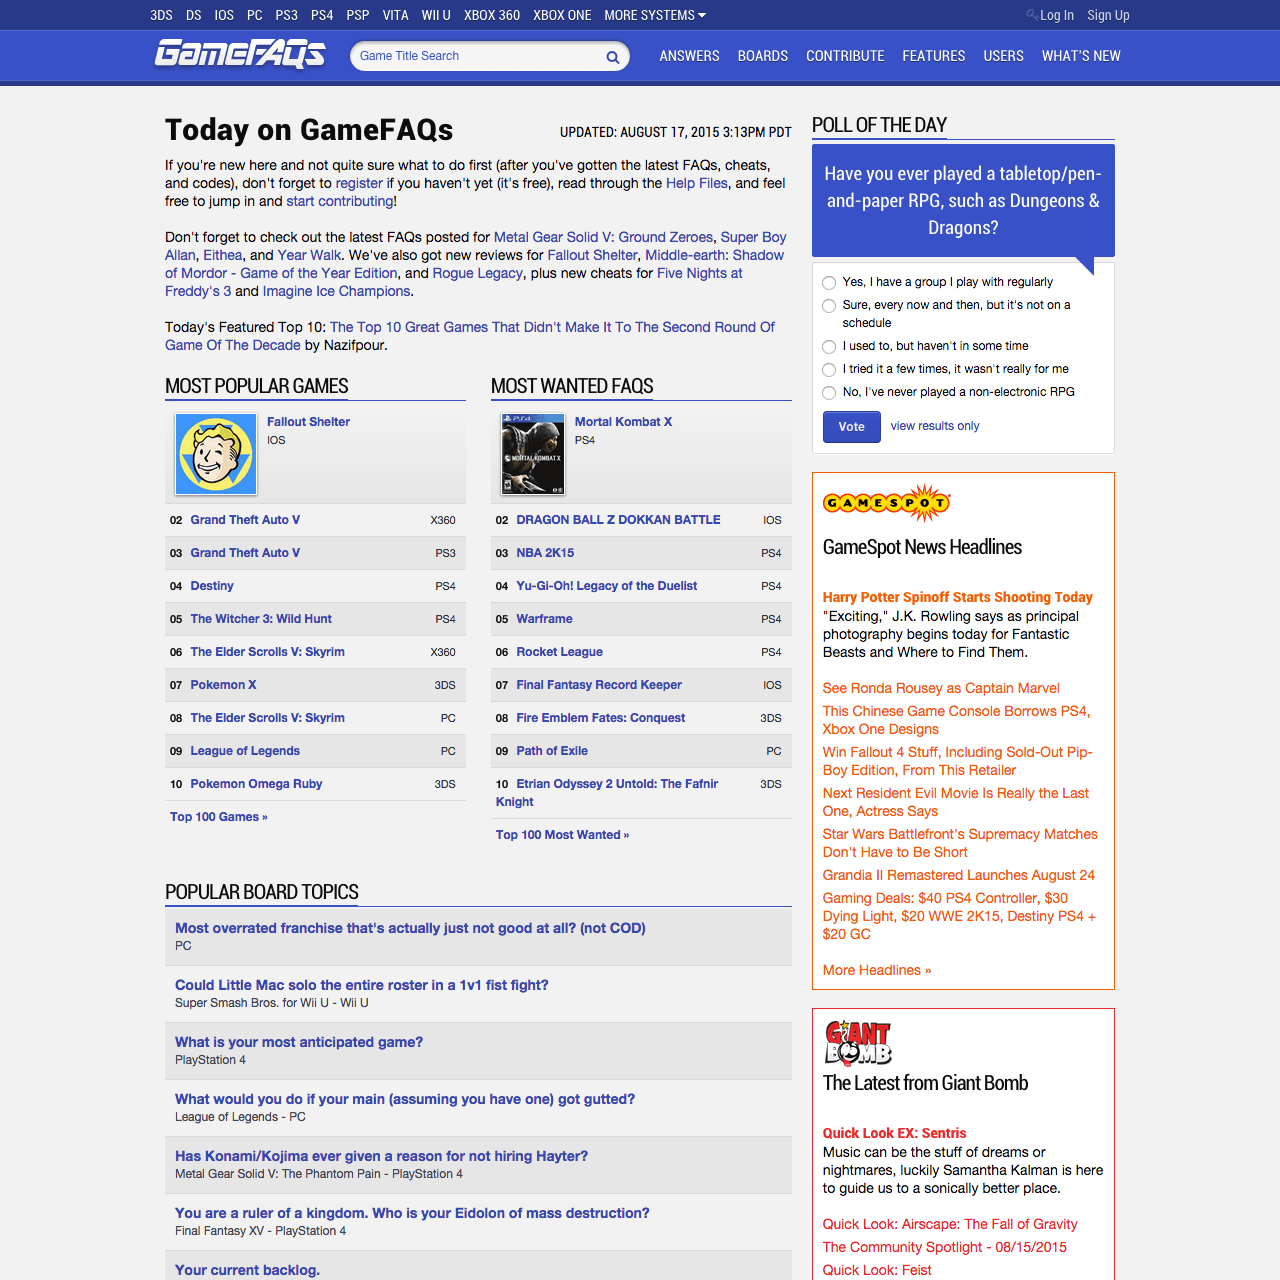 3DS DS IOS PC PS3 PS4 PSP VITA WII U XBOX 360 XBOX ONE MORE SYSTEMS Log In Sign Up
GameFAQs Game Title Search ANSWERS BOARDS CONTRIBUTE FEATURES USERS WHAT'S NEW
Today on GameFAQs UPDATED: AUGUST 17, 2015 3:13PM PDT
If you're new here and not quite sure what to do first (after you've gotten the latest FAQs, cheats,
and codes), don't forget to register if you haven't yet (it's free), read through the Help Files, and feel
free to jump in and start contributing!
Don't forget to check out the latest FAQs posted for Metal Gear Solid V: Ground Zeroes, Super Boy
Allan, Eithea, and Year Walk. We've also got new reviews for Fallout Shelter, Middle-earth: Shadow
of Mordor - Game of the Year Edition, and Rogue Legacy, plus new cheats for Five Nights at
Freddy's 3 and Imagine Ice Champions.
Today's Featured Top 10: The Top 10 Great Games That Didn't Make It To The Second Round Of
Game Of The Decade by Nazifpour.
MOST POPULAR GAMES
Fallout Shelter
IOS
02 Grand Theft Auto V X360
03 Grand Theft Auto V PS3
04 Destiny PS4
05 The Witcher 3: Wild Hunt PS4
06 The Elder Scrolls V: Skyrim X360
07 Pokemon X 3DS
08 The Elder Scrolls V: Skyrim PC
09 League of Legends PC
10 Pokemon Omega Ruby 3DS
Top 100 Games »
MOST WANTED FAQS
PS4
MORTAL KOMBAT X
Mortal Kombat X
PS4
02 DRAGON BALL Z DOKKAN BATTLE IOS
03 NBA 2K15 PS4
04 Yu-Gi-Oh! Legacy of the Duelist PS4
05 Warframe PS4
06 Rocket League PS4
07 Final Fantasy Record Keeper IOS
08 Fire Emblem Fates: Conquest 3DS
09 Path of Exile PC
10 Etrian Odyssey 2 Untold: The Fafnir 3DS
Knight
Top 100 Most Wanted »
POPULAR BOARD TOPICS
Most overrated franchise that's actually just not good at all? (not COD)
PC
Could Little Mac solo the entire roster in a 1v1 fist fight?
Super Smash Bros. for Wii U - Wii U
What is your most anticipated game?
PlayStation 4
What would you do if your main (assuming you have one) got gutted?
League of Legends - PC
Has Konami/Kojima ever given a reason for not hiring Hayter?
Metal Gear Solid V: The Phantom Pain - PlayStation 4
You are a ruler of a kingdom. Who is your Eidolon of mass destruction?
Final Fantasy XV - PlayStation 4
Your current backlog.
POLL OF THE DAY
Have you ever played a tabletop/pen-
and-paper RPG, such as Dungeons &
Dragons?
Yes, I have a group I play with regularly
Sure, every now and then, but it's not on a
schedule
I used to, but haven't in some time
I tried it a few times, it wasn't really for me
No, I've never played a non-electronic RPG
Vote view results only
GAMESPOT
GameSpot News Headlines
Harry Potter Spinoff Starts Shooting Today
"Exciting," J.K. Rowling says as principal
photography begins today for Fantastic
Beasts and Where to Find Them.
See Ronda Rousey as Captain Marvel
This Chinese Game Console Borrows PS4,
Xbox One Designs
Win Fallout 4 Stuff, Including Sold-Out Pip-
Boy Edition, From This Retailer
Next Resident Evil Movie Is Really the Last
One, Actress Says
Star Wars Battlefront's Supremacy Matches
Don't Have to Be Short
Grandia II Remastered Launches August 24
Gaming Deals: $40 PS4 Controller, $30
Dying Light, $20 WWE 2K15, Destiny PS4 +
$20 GC
More Headlines »
GIANT
BOMB
The Latest from Giant Bomb
Quick Look EX: Sentris
Music can be the stuff of dreams or
nightmares, luckily Samantha Kalman is here
to guide us to a sonically better place.
Quick Look: Airscape: The Fall of Gravity
The Community Spotlight - 08/15/2015
Quick Look: Feist